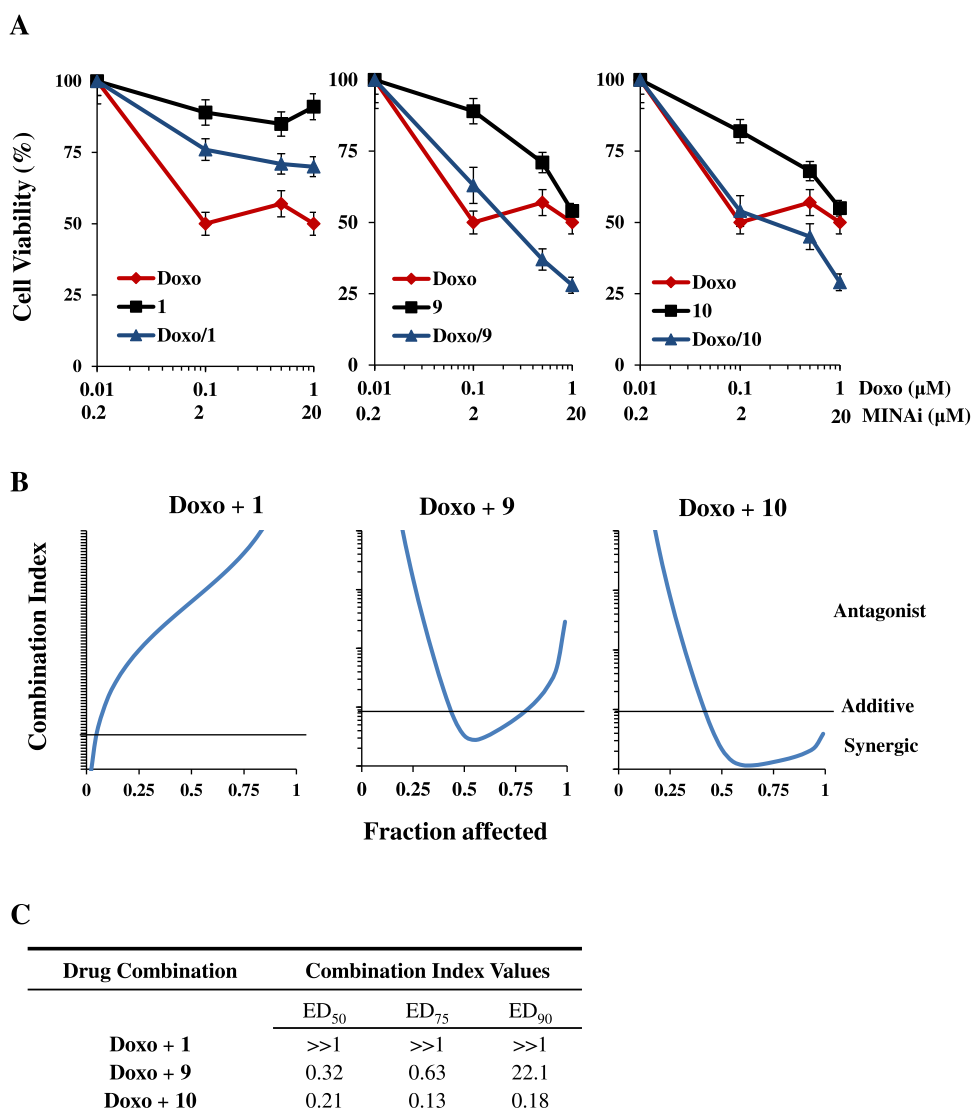 A
Cell Viability (%)
100
75
50
25
0
Doxo
1
Doxo/1
0.01 0.1 1
0.2 2 20
100
75
50
25
0
Doxo
9
Doxo/9
0.01 0.1 1
0.2 2 20
100
75
50
25
0
Doxo
10
Doxo/10
0.01 0.1 1 Doxo (µM)
0.2 2 20 MINAi (µM)
B
Doxo + 1
Doxo + 9
Doxo + 10
Combination Index
Antagonist
Additive
Synergic
0 0.25 0.5 0.75 1
0 0.25 0.5 0.75 1
0 0.25 0.5 0.75 1
Fraction affected
C
Drug Combination Combination Index Values
ED50 ED75 ED90
Doxo + 1 >>1 >>1 >>1
Doxo + 9 0.32 0.63 22.1
Doxo + 10 0.21 0.13 0.18